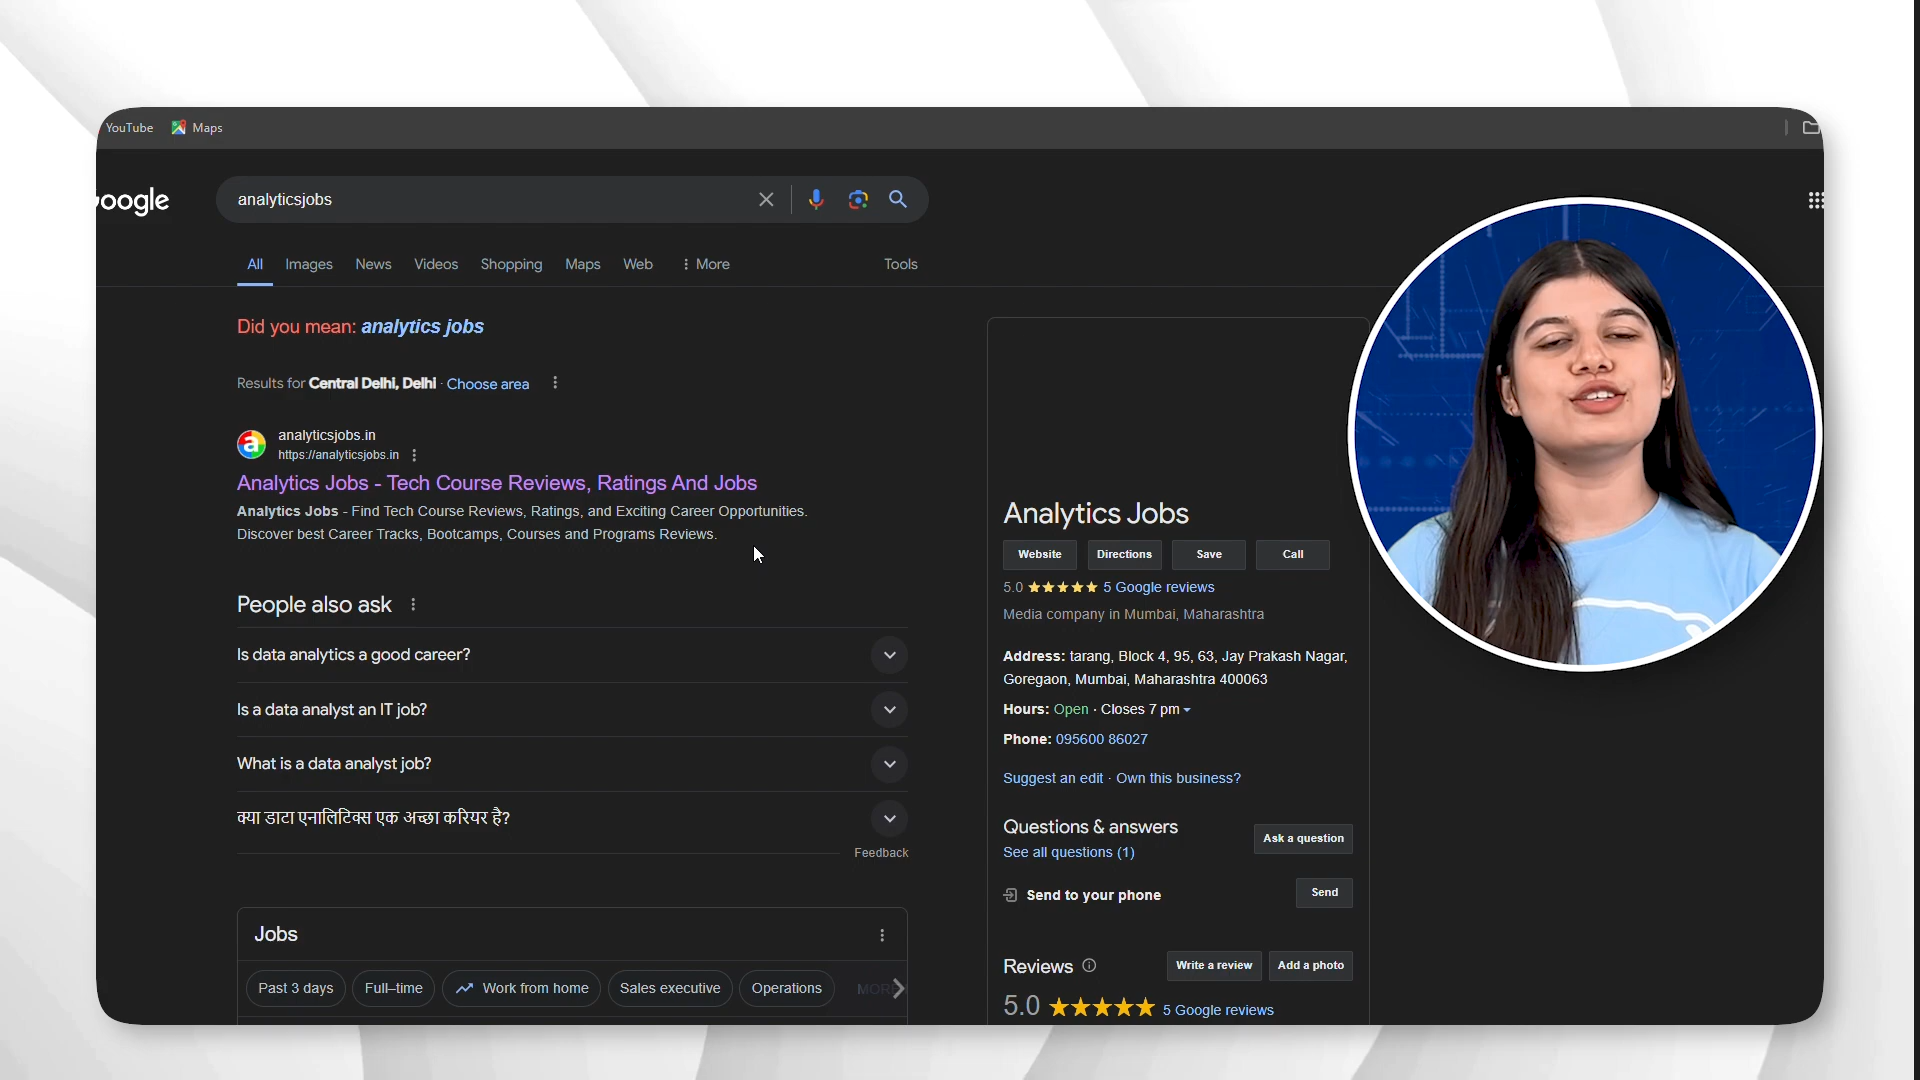 YouTube Maps
oogle
analyticsjobs
All Images News Videos Shopping Maps Web More Tools
Did you mean: analytics jobs
Results for Central Delhi, Delhi · Choose area
analyticsjobs.in
https://analyticsjobs.in
Analytics Jobs - Tech Course Reviews, Ratings And Jobs
Analytics Jobs - Find Tech Course Reviews, Ratings, and Exciting Career Opportunities.
Discover best Career Tracks, Bootcamps, Courses and Programs Reviews.
People also ask
Is data analytics a good career?
Is a data analyst an IT job?
What is a data analyst job?
क्या डाटा एनालिटिक्स एक अच्छा करियर है?
Feedback
Jobs
Past 3 days Full-time Work from home Sales executive Operations MORE
Analytics Jobs
Website Directions Save Call
5.0 5 Google reviews
Media company in Mumbai, Maharashtra
Address: tarang, Block 4, 95, 63, Jay Prakash Nagar,
Goregaon, Mumbai, Maharashtra 400063
Hours: Open · Closes 7 pm
Phone: 095600 86027
Suggest an edit · Own this business?
Questions & answers
See all questions (1)
Ask a question
Send to your phone
Send
Reviews
Write a review Add a photo
5.0 5 Google reviews
a